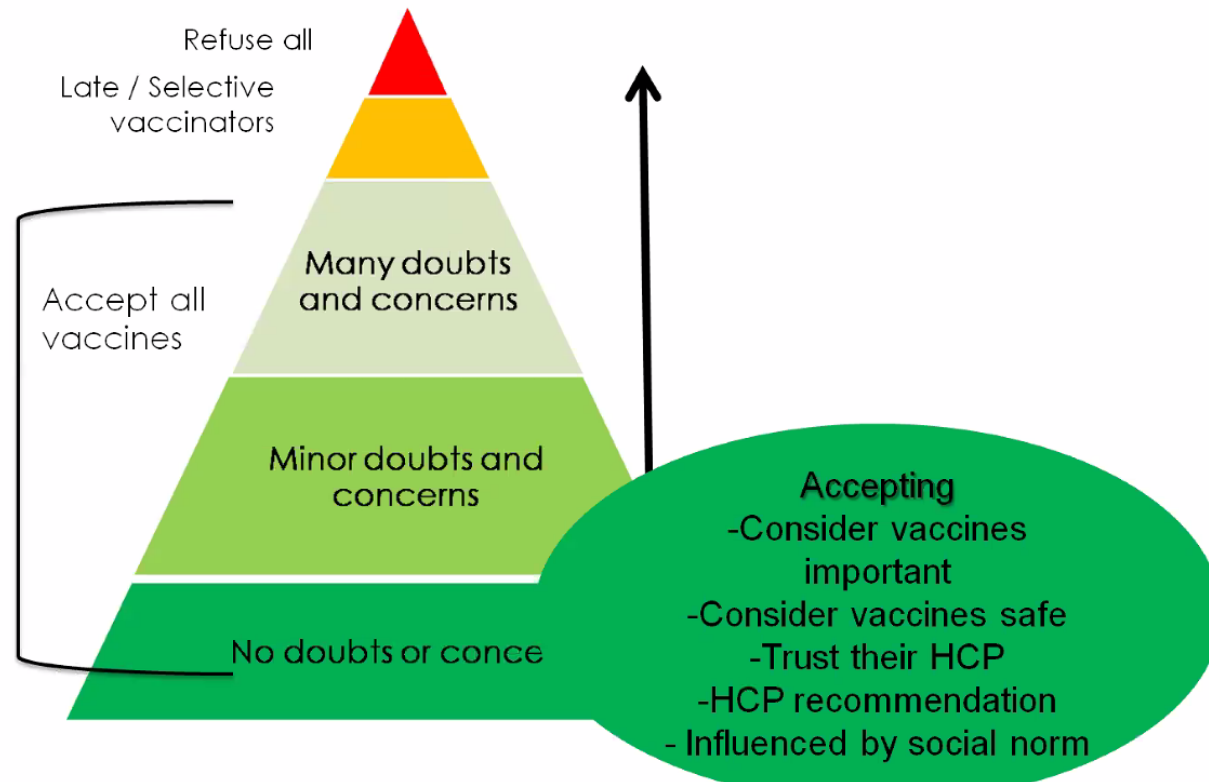 Refuse all
Late / Selective
vaccinators
Accept all
vaccines
Many doubts
and concerns
Minor doubts and
concerns
No doubts or conce
Accepting
-Consider vaccines
important
-Consider vaccines safe
-Trust their HCP
-HCP recommendation
- Influenced by social norm